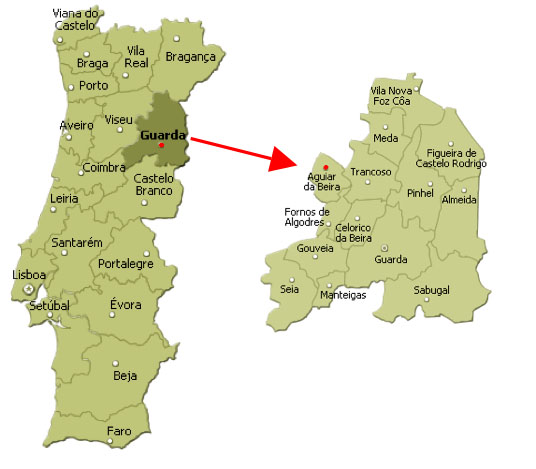 Viana do
Castelo
Braga
Vila
Real
Bragança
Porto
Aveiro
Viseu
Guarda
Coimbra
Castelo
Branco
Leiria
Santarém
Portalegre
Lisboa
Setúbal
Évora
Beja
Faro
Vila Nova
Foz Côa
Meda
Figueira de
Castelo Rodrigo
Aguiar
da Beira
Trancoso
Pinhel
Almeida
Fornos de
Algodres
Celorico
da Beira
Gouveia
Guarda
Seia
Manteigas
Sabugal